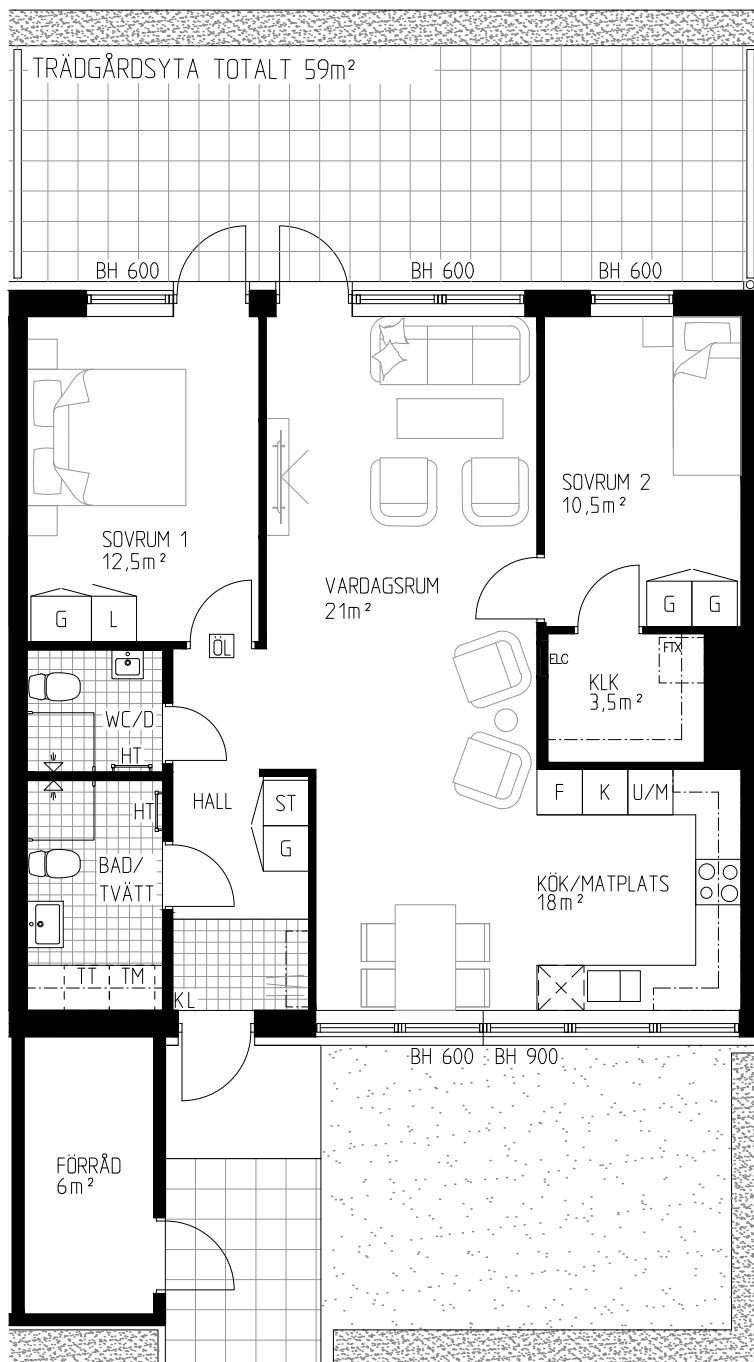 TRÄDGÅRDSYTA TOTALT 59m²
BH 600
BH 600
BH 600
SOVRUM 1
12,5m²
SOVRUM 2
10,5m²
VARDAGSRUM
21m²
G
L
G
G
ÖL
ELC
FTX
KLK
3,5m²
WC/D
HT
HALL
ST
G
HT
F
K
U/M
BAD/
TVÄTT
KÖK/MATPLATS
18m²
TT
TM
KL
BH 600
BH 900
FÖRRÅD
6m²